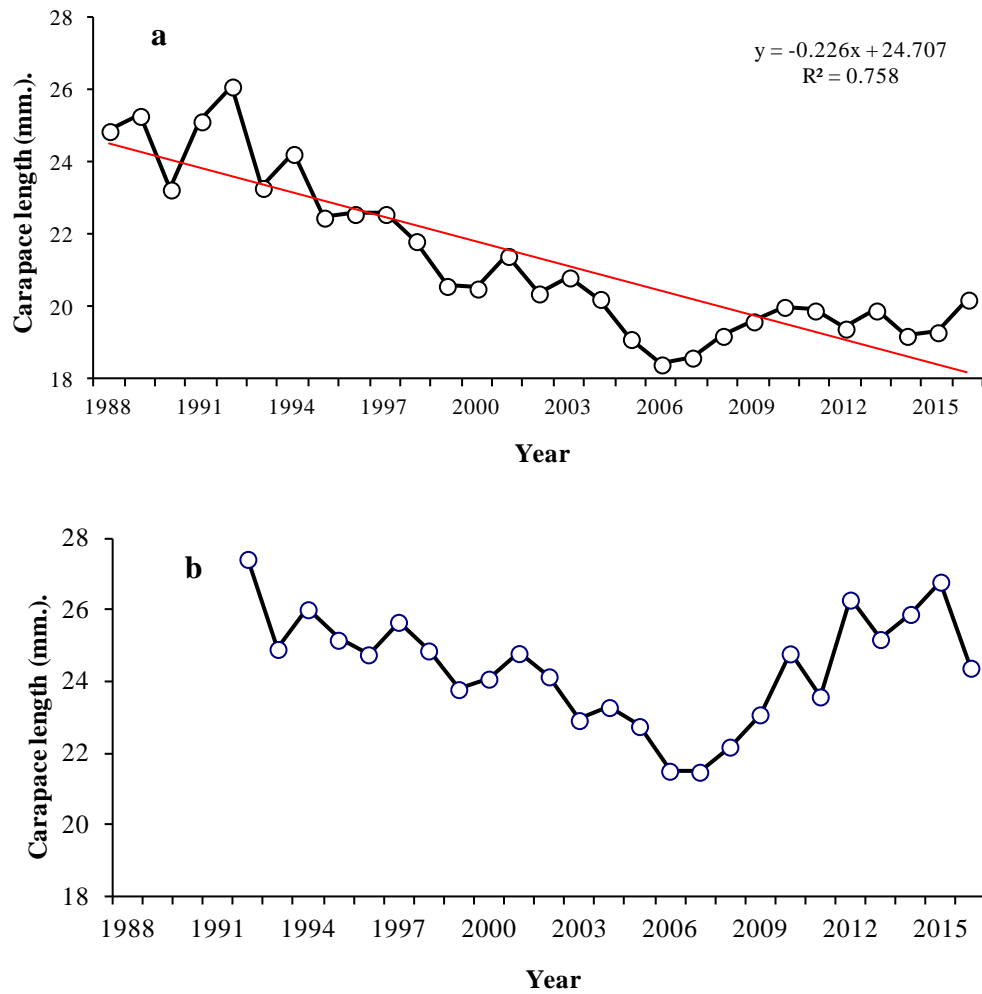 28
a
y = -0.226x + 24.707
R² = 0.758
26
24
22
20
18
Carapace length (mm.).
1988 1991 1994 1997 2000 2003 2006 2009 2012 2015
Year
28
b
26
24
22
20
18
Carapace length (mm.).
1988 1991 1994 1997 2000 2003 2006 2009 2012 2015
Year